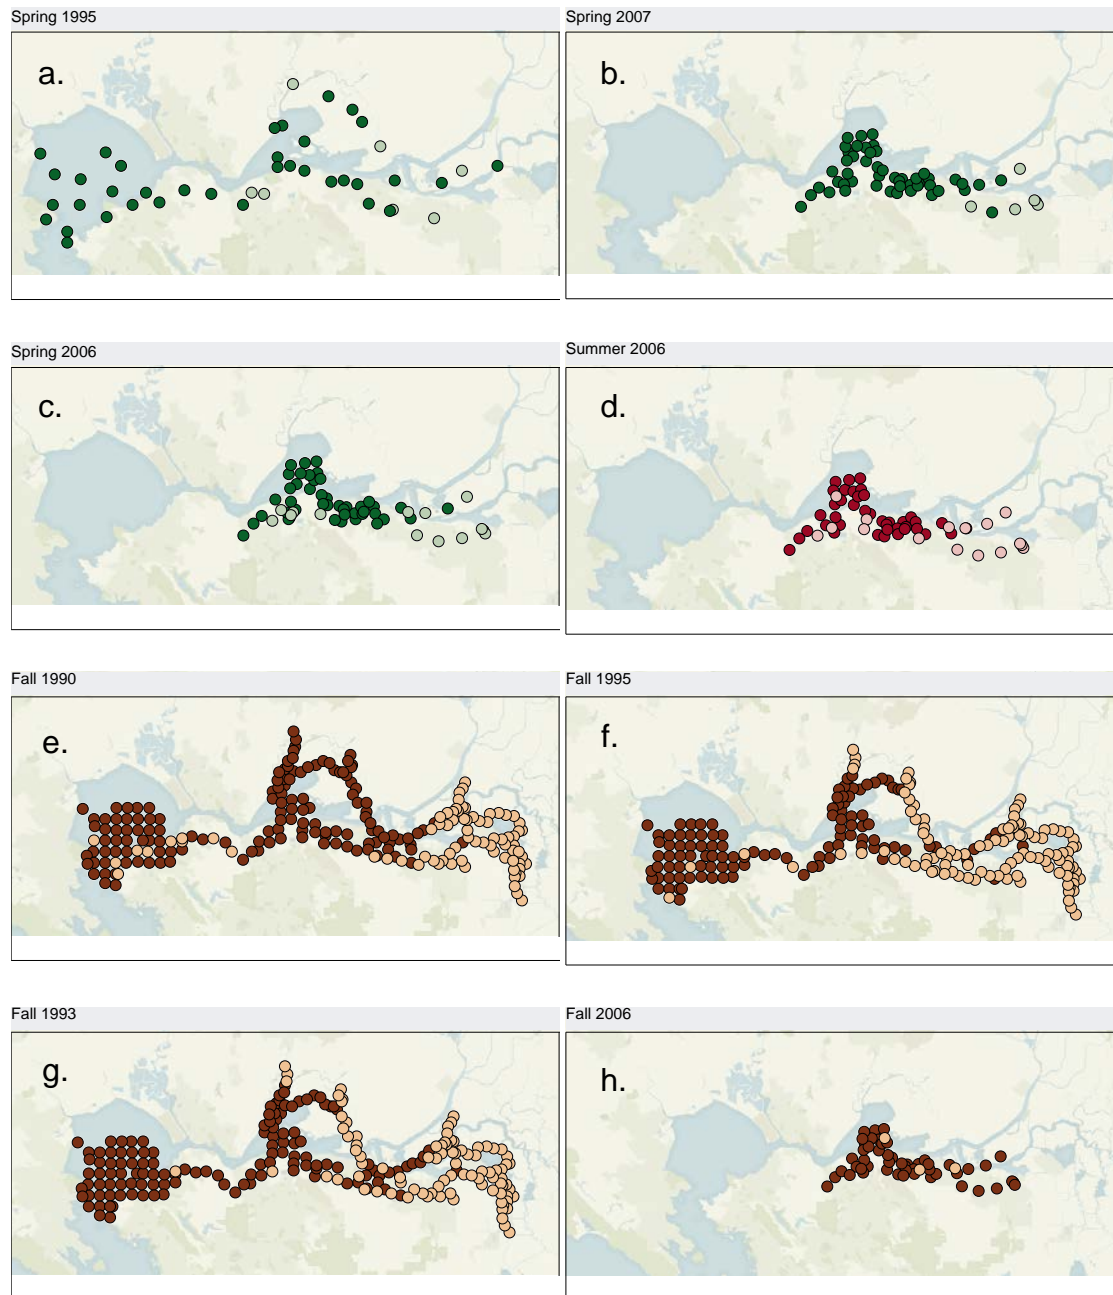 Spring 1995
Spring 2007
a.
b.
Spring 2006
Summer 2006
c.
d.
Fall 1990
Fall 1995
e.
f.
Fall 1993
Fall 2006
g.
h.